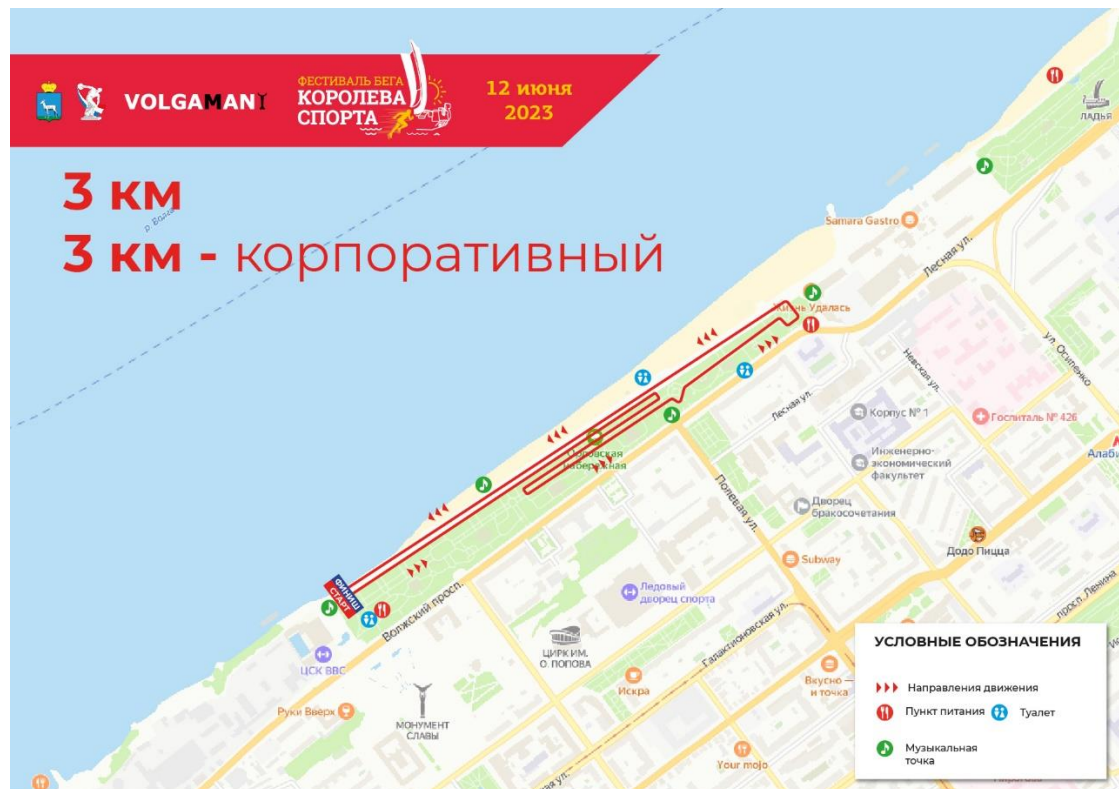 VOLGAMAN
ФЕСТИВАЛЬ БЕГА
КОРОЛЕВА
СПОРТА
12 июня
2023
3 км
3 км - корпоративный
р. Волга
ЛАДЬЯ
Samara Gastro
Лесная ул.
Жизнь Удалась
ул. Осипенко
Невская ул.
Лесная ул.
Корпус № 1
Госпиталь № 426
Инженерно-
экономический
факультет
Алаби
Осиповская
набережная
Полевая ул.
Дворец
бракосочетания
Subway
Додо Пицца
ФИНИШ
СТАРТ
Волжский просп.
Ледовый
дворец спорта
просп. Ленина
ЦИРК ИМ.
О. ПОПОВА
Галактионовская ул.
ЦСК ВВС
Искра
Вкусно —
и точка
Руки Вверх
МОНУМЕНТ
СЛАВЫ
Your mojo
УСЛОВНЫЕ ОБОЗНАЧЕНИЯ
Направления движения
Пункт питания
Туалет
Музыкальная
точка